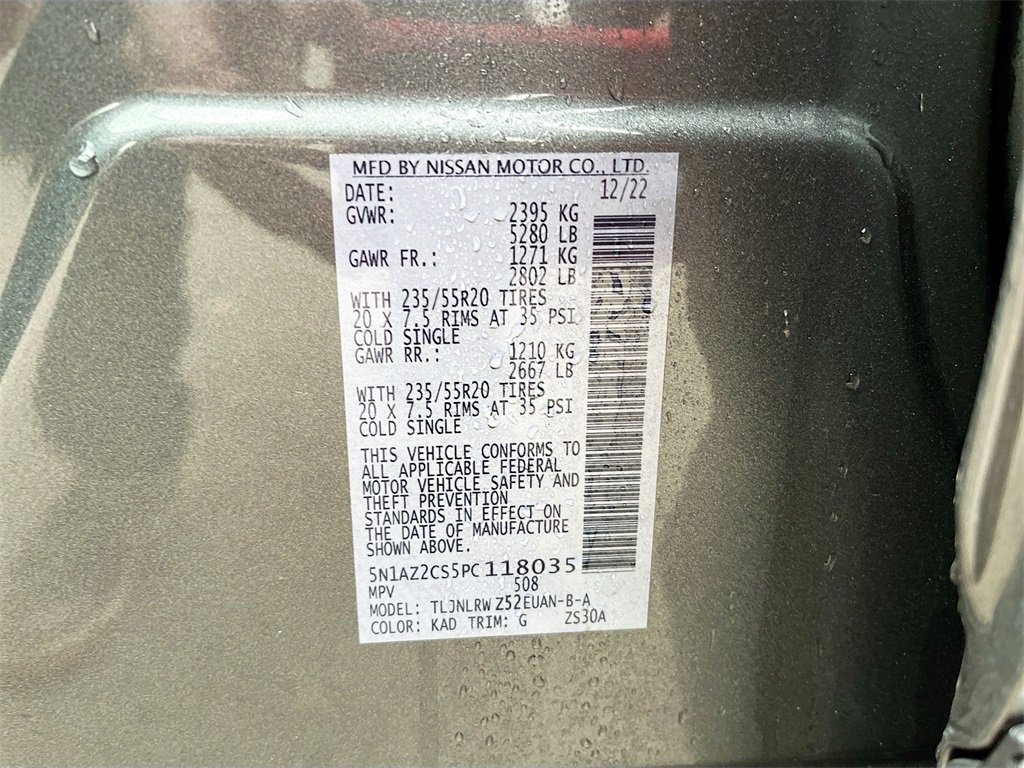 MFD BY NISSAN MOTOR CO., LTD.
DATE: 12/22
GVWR: 2395 KG
5280 LB
GAWR FR.: 1271 KG
2802 LB
WITH 235/55R20 TIRES
20 X 7.5 RIMS AT 35 PSI
COLD SINGLE
GAWR RR.: 1210 KG
2667 LB
WITH 235/55R20 TIRES
20 X 7.5 RIMS AT 35 PSI
COLD SINGLE
THIS VEHICLE CONFORMS TO
ALL APPLICABLE FEDERAL
MOTOR VEHICLE SAFETY AND
THEFT PREVENTION
STANDARDS IN EFFECT ON
THE DATE OF MANUFACTURE
SHOWN ABOVE.
5N1AZ2CS5PC118035
MPV 508
MODEL: TLJNLRW Z52EUAN-B-A
COLOR: KAD TRIM: G ZS30A